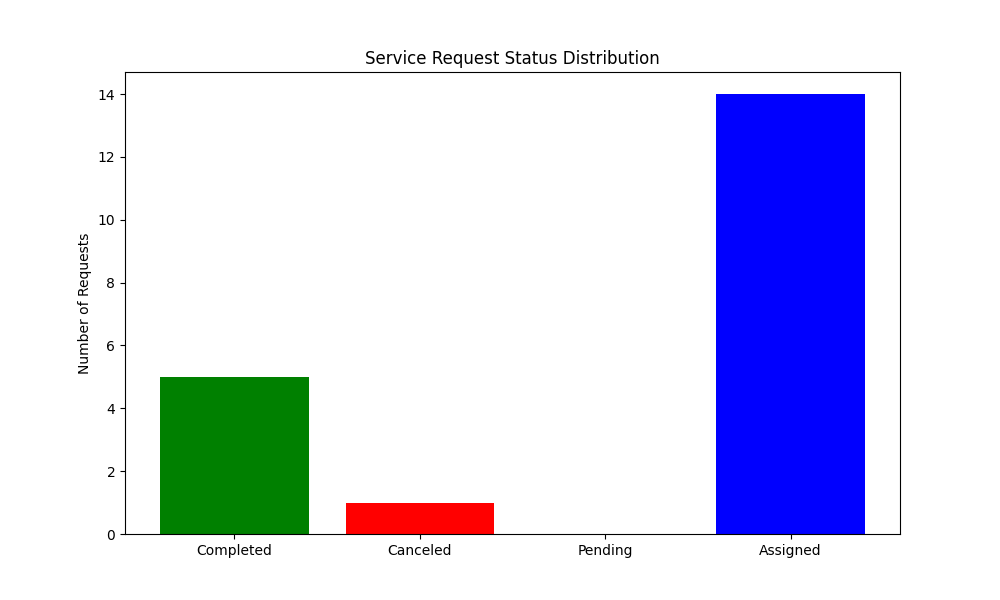 Service Request Status Distribution
Number of Requests
14
12
10
8
6
4
2
0
Completed
Canceled
Pending
Assigned